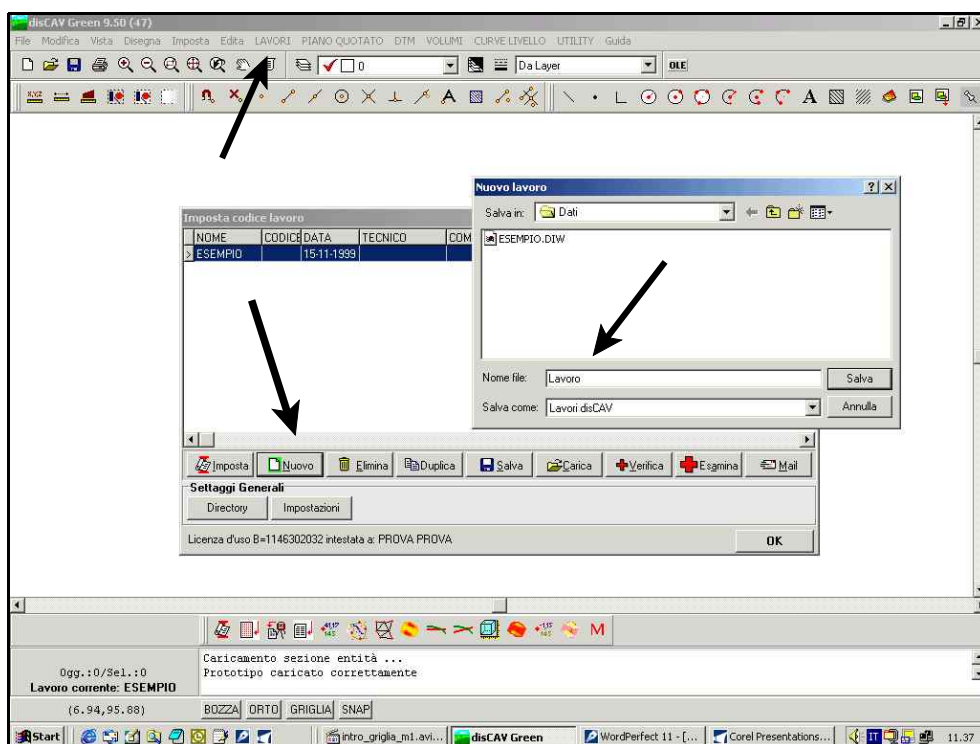 disCAV Green 9.50 (47)
File Modifica Vista Disegna Imposta Edita LAVORI PIANO QUOTATO DTM VOLUMI CURVE LIVELLO UTILITY Guida
0
Da Layer
OLE
Nuovo lavoro
Salva in: Dati
ESEMPIO.DIW
Nome file: Lavoro
Salva
Salva come: Lavori disCAV
Annulla
Imposta codice lavoro
NOME CODICE DATA TECNICO COM
ESEMPIO 15-11-1999
Imposta Nuovo Elimina Duplica Salva Carica Verifica Esamina Mail
Settaggi Generali
Directory Impostazioni
Licenza d'uso B=1146302032 intestata a: PROVA PROVA
OK
M
Caricamento sezione entità ...
Prototipo caricato correttamente
Ogg.:0/Sel.:0
Lavoro corrente: ESEMPIO
(6.94,95.88)
BOZZA ORTO GRIGLIA SNAP
Start intro_griglia_m1.avi... disCAV Green WordPerfect 11 - [... Corel Presentations... IT 11.37